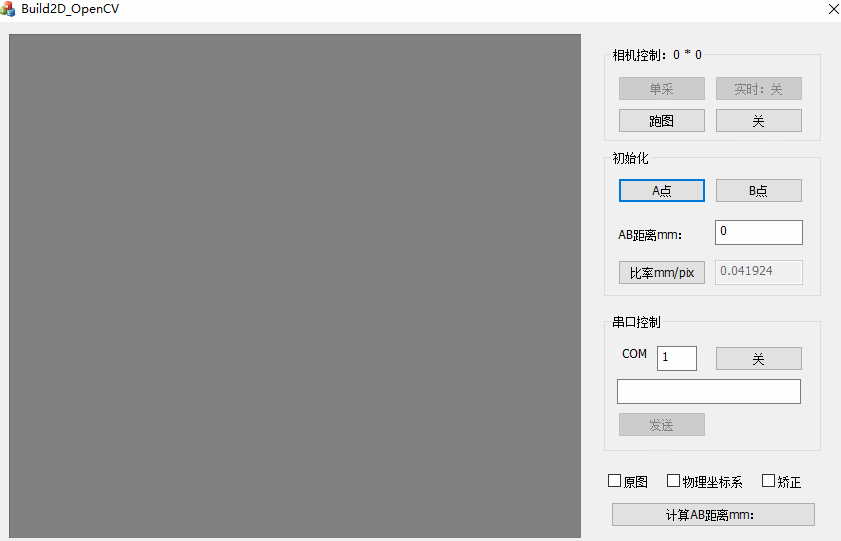 Build2D_OpenCV
相机控制：0 * 0
单采 实时：关
跑图 关
初始化
A点 B点
AB距离mm： 0
比率mm/pix 0.041924
串口控制
COM 1 关
发送
原图 物理坐标系 矫正
计算AB距离mm：